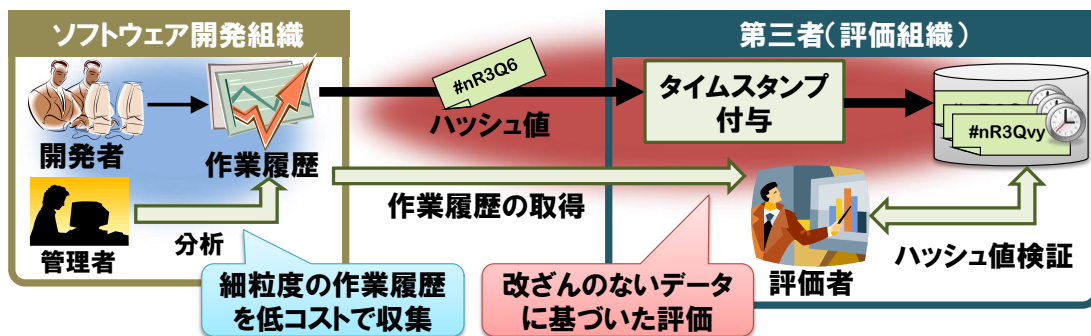 ソフトウェア開発組織
第三者(評価組織)
#nR3Q6
ハッシュ値
タイムスタンプ
付与
#nR3Qvy
開発者
作業履歴
作業履歴の取得
管理者
分析
評価者
ハッシュ値検証
細粒度の作業履歴
を低コストで収集
改ざんのないデータ
に基づいた評価